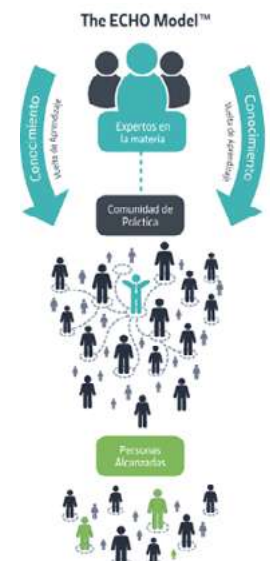 The ECHO Model™
Expertos en
la materia
Conocimiento
Vuelta de Aprendizaje
Vuelta de Aprendizaje
Conocimiento
Comunidad de
Práctica
Personas
Alcanzadas